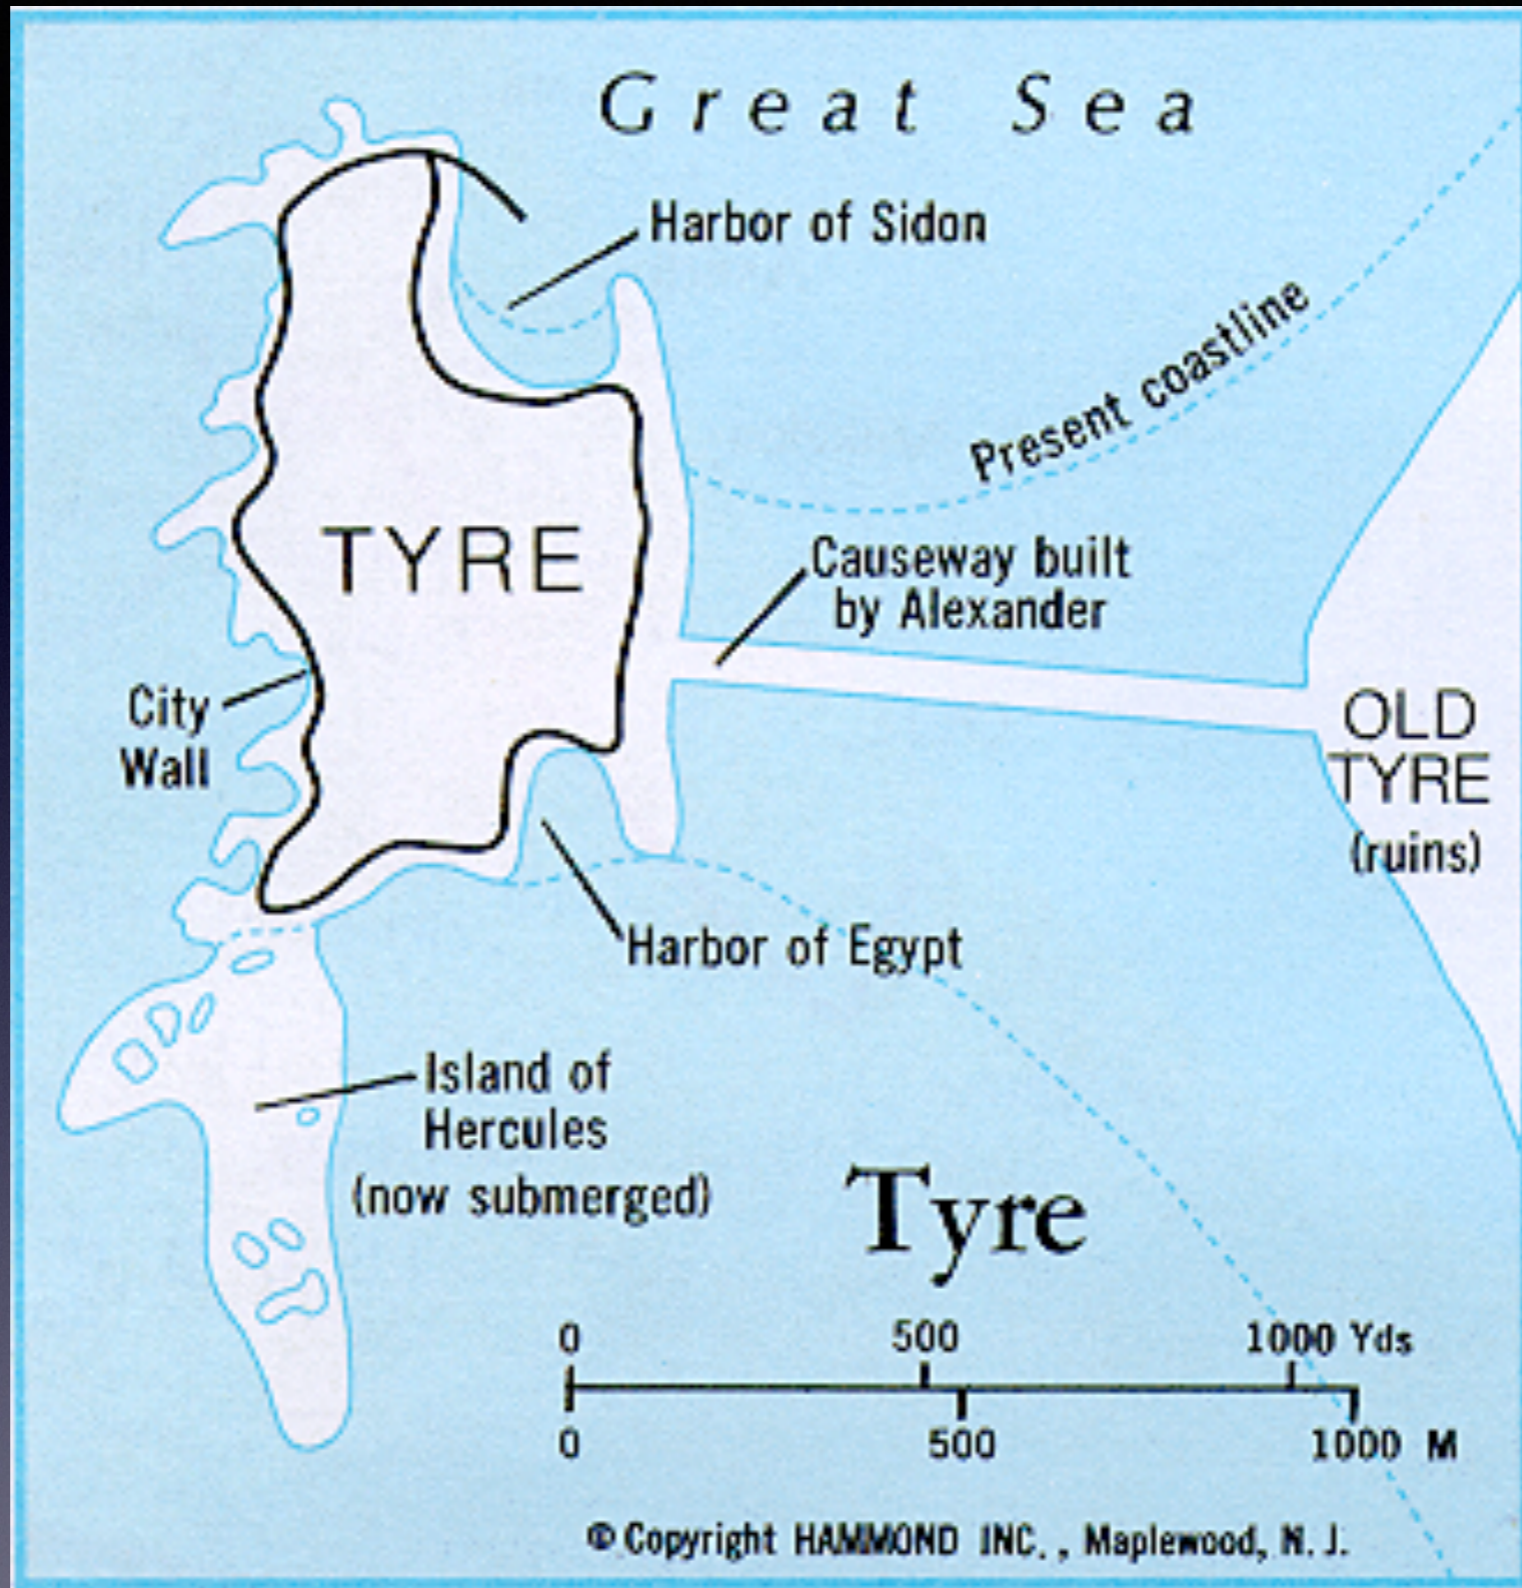 Great Sea
Harbor of Sidon
Present coastline
TYRE
Causeway built
by Alexander
City
Wall
OLD
TYRE
(ruins)
Harbor of Egypt
Island of
Hercules
(now submerged)
Tyre
0 500 1000 Yds
0 500 1000 M
© Copyright HAMMOND INC., Maplewood, N. J.